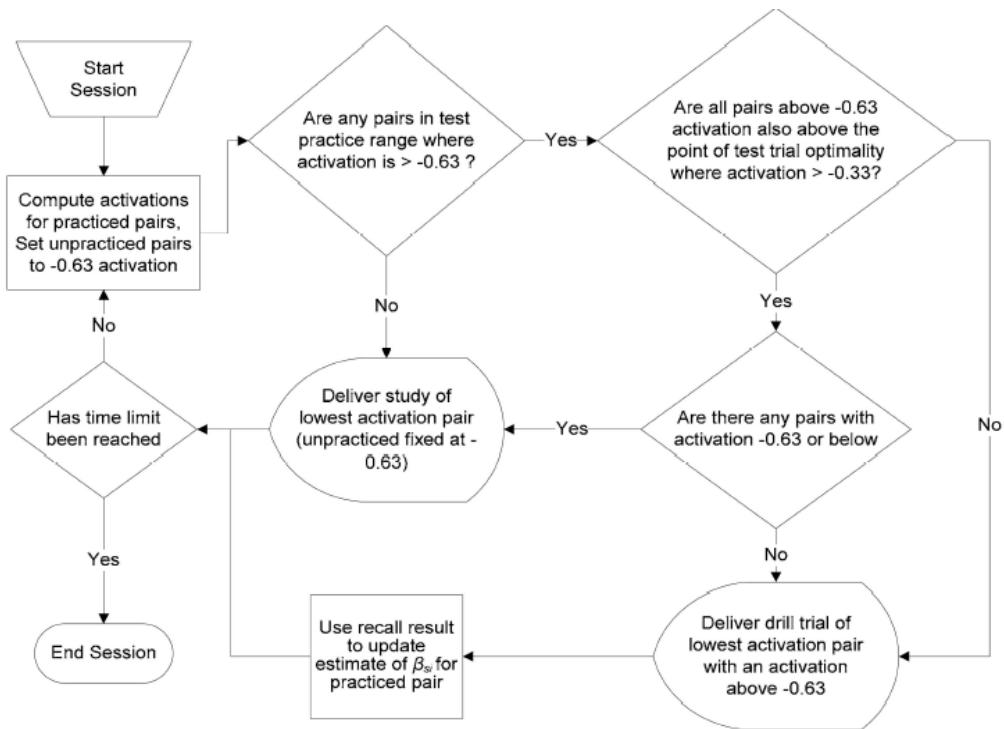 Start
Session
Compute activations
for practiced pairs,
Set unpracticed pairs
to -0.63 activation
Are any pairs in test
practice range where
activation is > -0.63 ?
Yes
Are all pairs above -0.63
activation also above the
point of test trial optimality
where activation > -0.33?
No
Yes
No
No
Has time limit
been reached
Deliver study of
lowest activation pair
(unpracticed fixed at -
0.63)
Yes
Are there any pairs with
activation -0.63 or below
Yes
No
End Session
Use recall result
to update
estimate of βsi for
practiced pair
Deliver drill trial of
lowest activation pair
with an activation
above -0.63